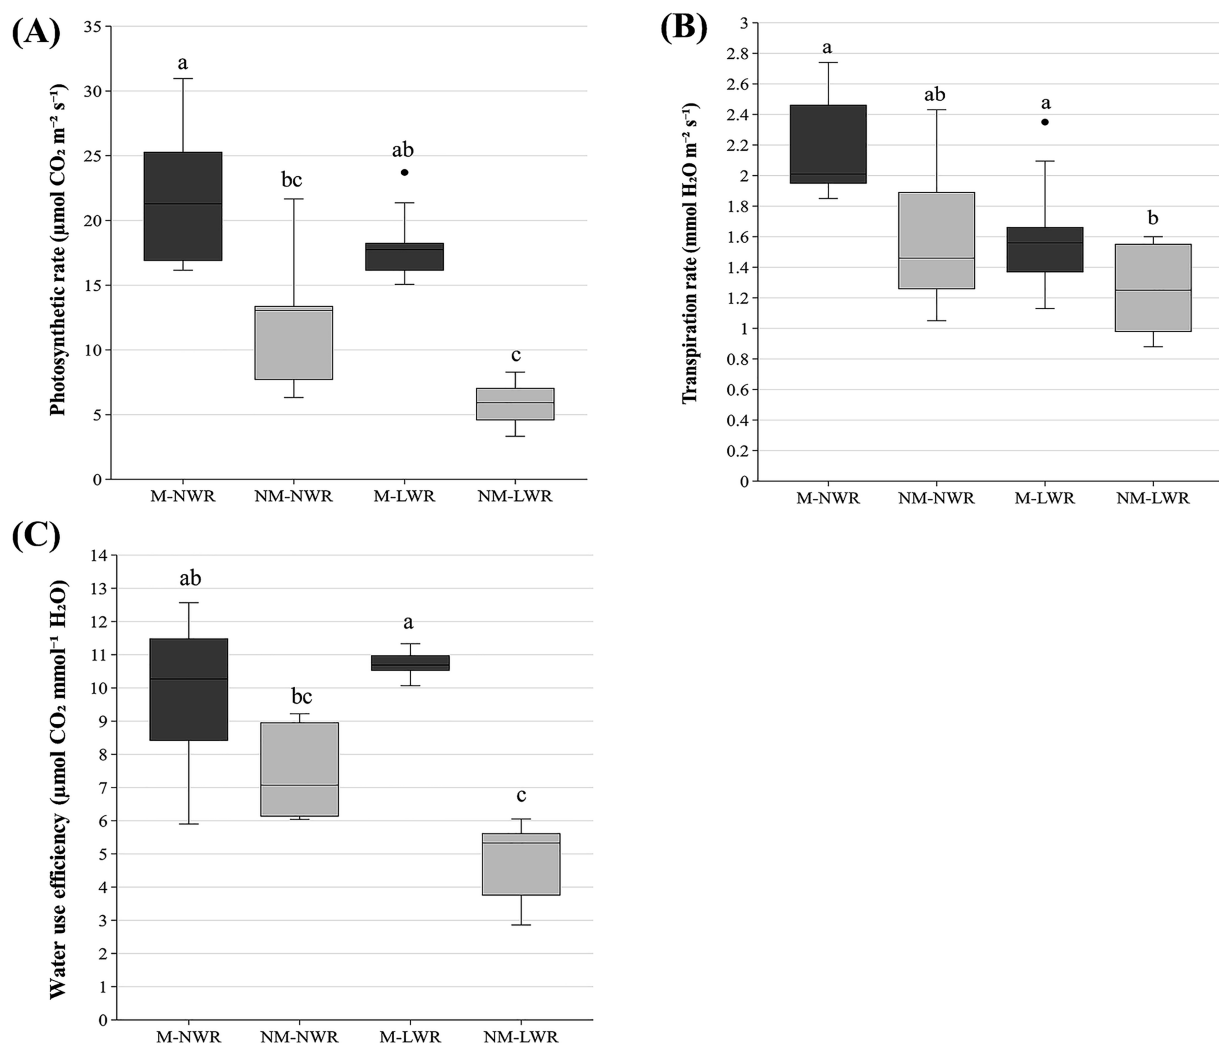 (A)
Photosynthetic rate (μmol CO₂ m⁻² s⁻¹)
35
30
25
20
15
10
5
0
a
bc
ab
c
M-NWR NM-NWR M-LWR NM-LWR
(B)
Transpiration rate (mmol H₂O m⁻² s⁻¹)
3
2.8
2.6
2.4
2.2
2
1.8
1.6
1.4
1.2
1
0.8
0.6
0.4
0.2
0
a
ab
a
b
M-NWR NM-NWR M-LWR NM-LWR
(C)
Water use efficiency (μmol CO₂ mmol⁻¹ H₂O)
14
13
12
11
10
9
8
7
6
5
4
3
2
1
0
ab
bc
a
c
M-NWR NM-NWR M-LWR NM-LWR